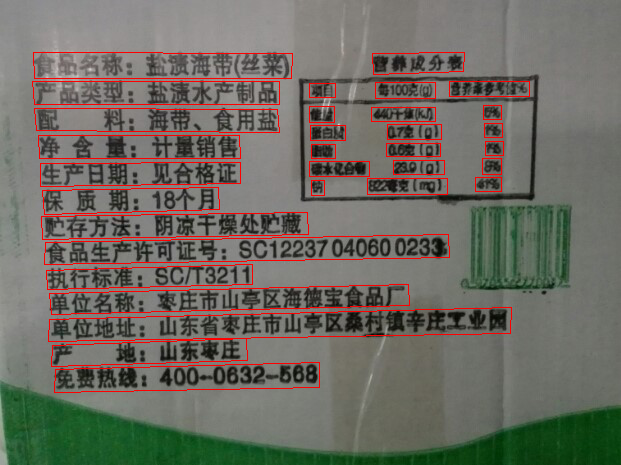 食品名称：盐渍海带(丝菜)
产品类型：盐渍水产制品
配 料：海带、食用盐
净含量：计量销售
生产日期：见合格证
保质期：18个月
贮存方法：阴凉干燥处贮藏
食品生产许可证号：SC12237040600233
执行标准：SC/T3211
单位名称：枣庄市山亭区海德宝食品厂
单位地址：山东省枣庄市山亭区桑村镇辛庄工业园
产 地：山东枣庄
免费热线：400-0632-568
营养成分表
项目 每100克(g) 营养素参考值%
能量 440千焦(KJ) 5%
蛋白质 0.7克(g) 1%
脂肪 0.6克(g) 1%
碳水化合物 23.9克(g) 8%
钠 822毫克(mg) 41%